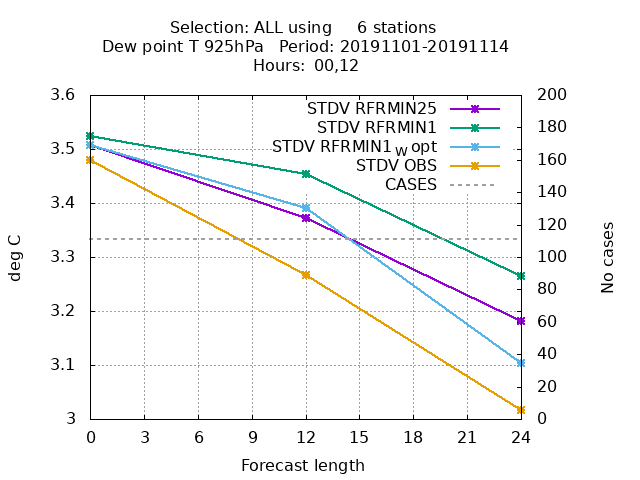 Selection: ALL using     6 stations
Dew point T 925hPa   Period: 20191101-20191114
Hours:  00,12
3.6
3.5
3.4
3.3
3.2
3.1
3
deg C
200
180
160
140
120
100
80
60
40
20
0
No cases
STDV RFRMIN25
STDV RFRMIN1
STDV RFRMIN1W opt
STDV OBS
CASES
0 3 6 9 12 15 18 21 24
Forecast length